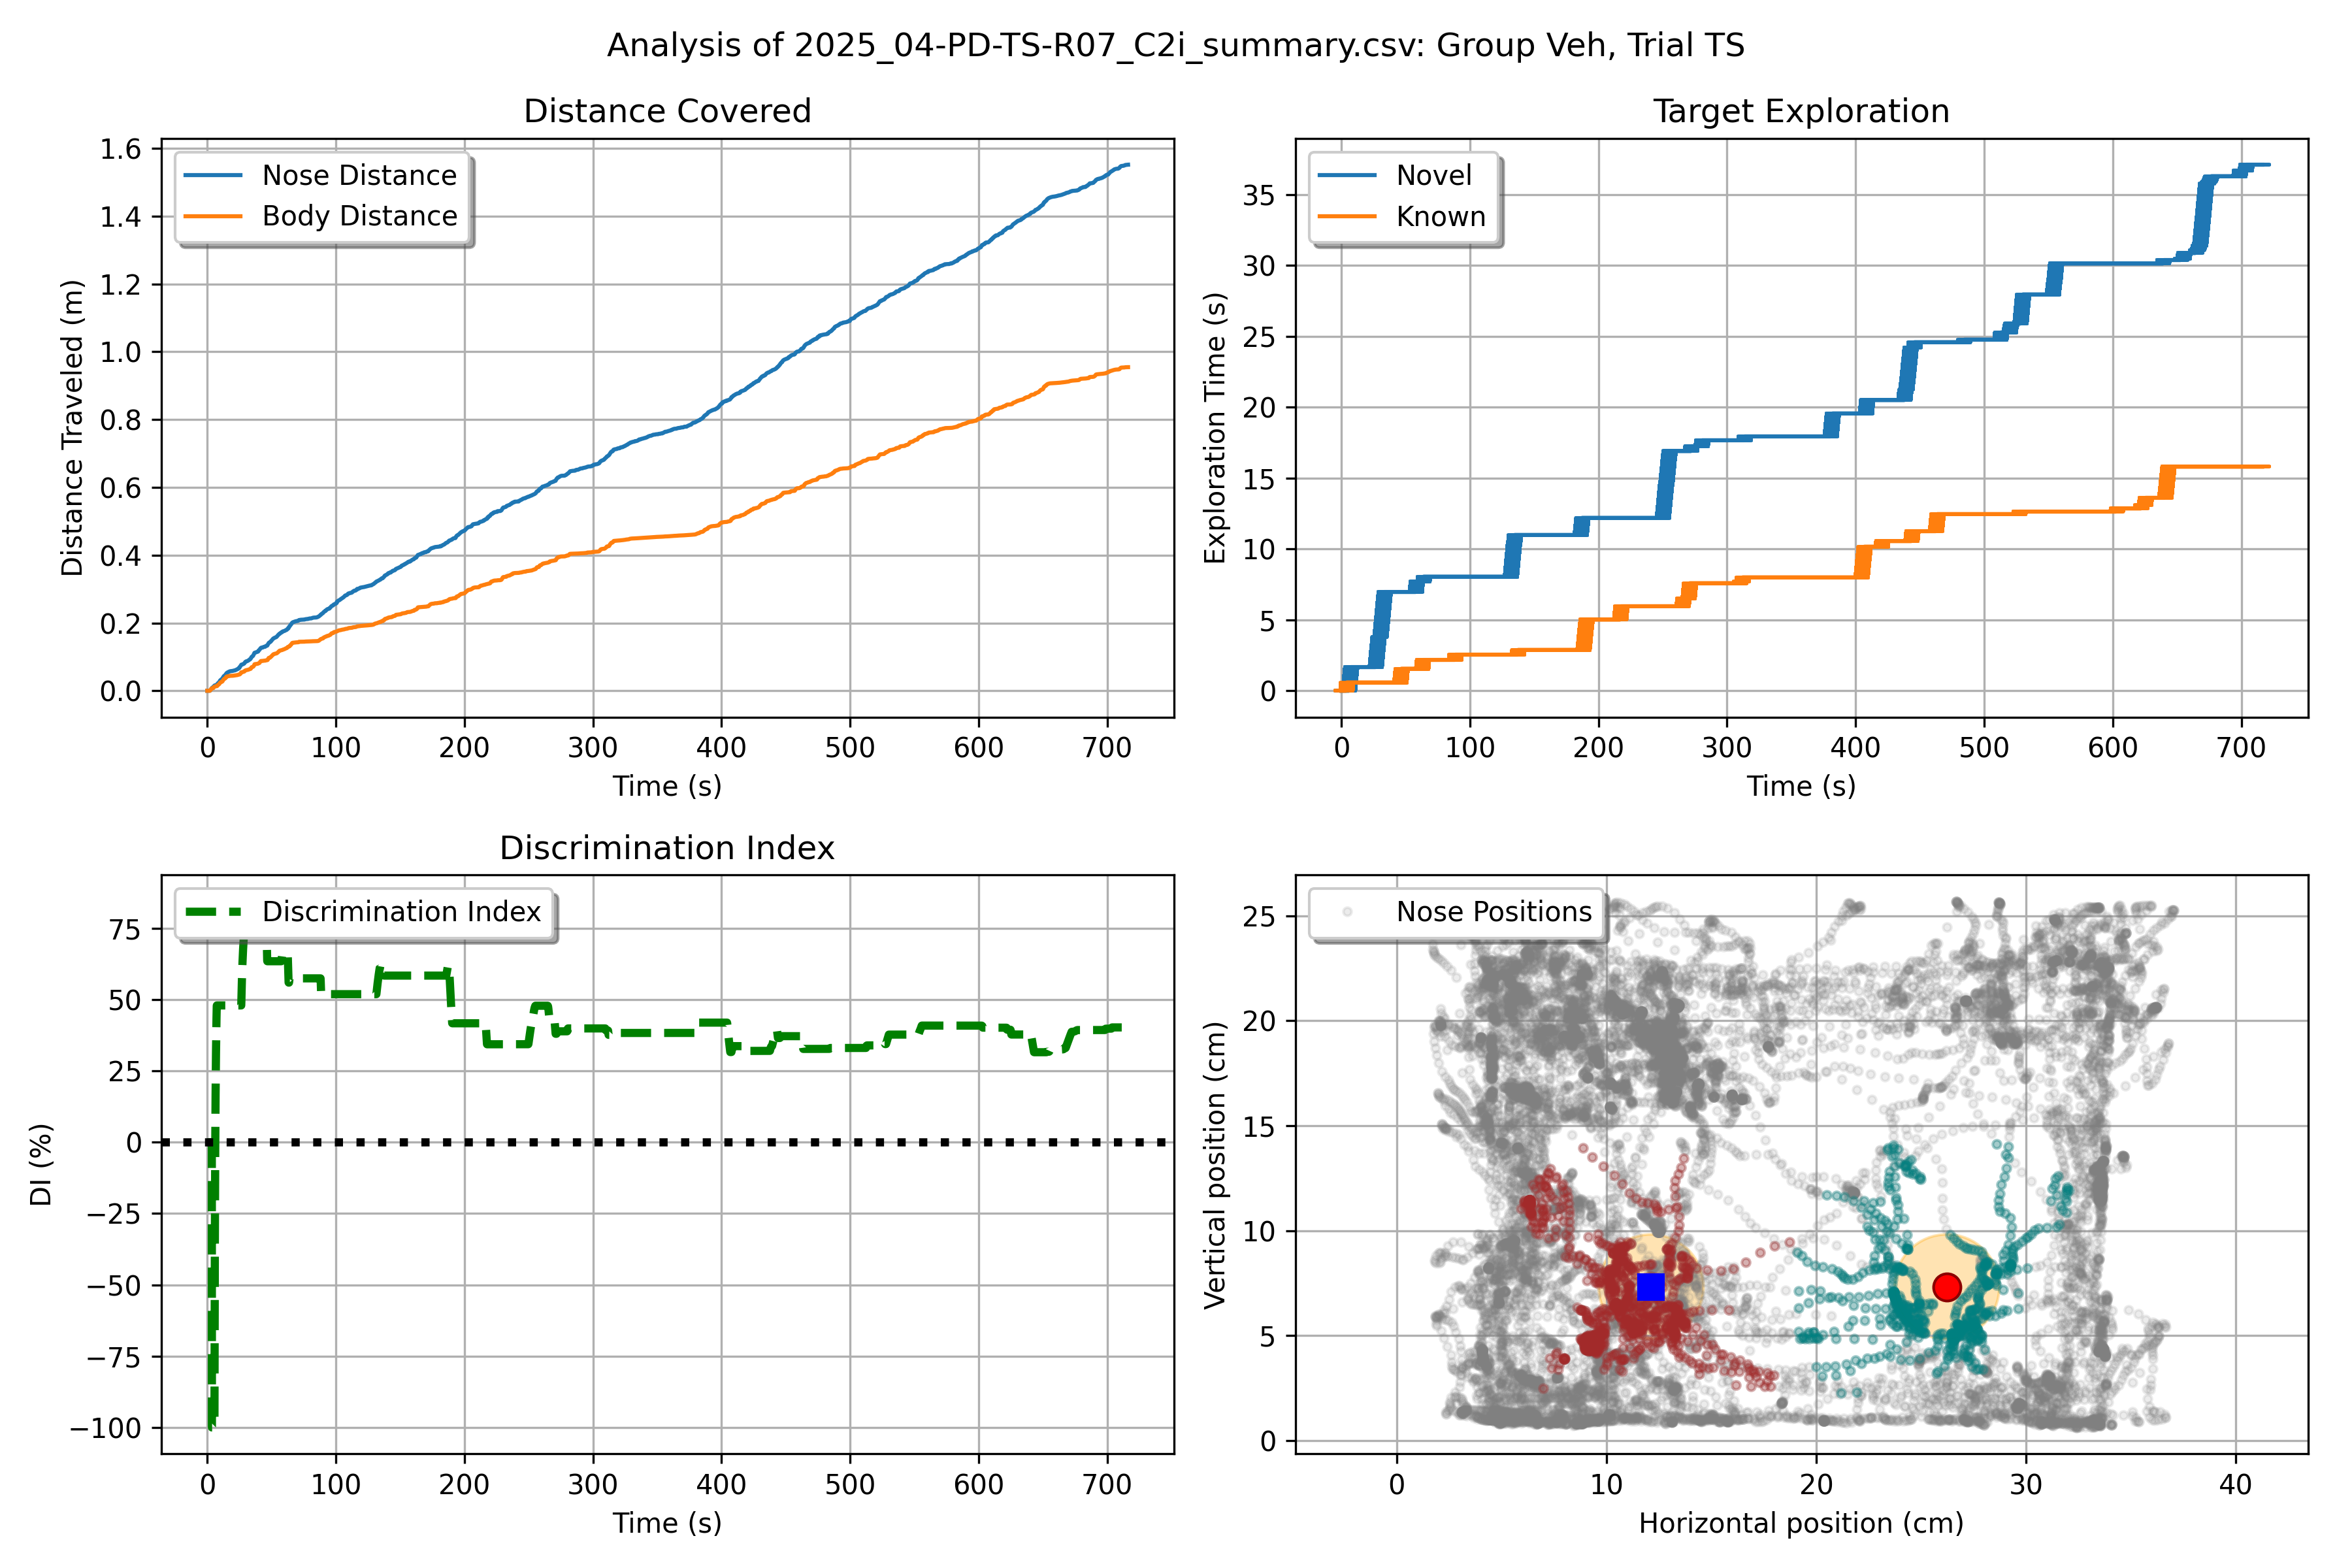 Analysis of 2025_04-PD-TS-R07_C2i_summary.csv: Group Veh, Trial TS
Distance Covered
Nose Distance
Body Distance
Distance Traveled (m)
1.6
1.4
1.2
1.0
0.8
0.6
0.4
0.2
0.0
0 100 200 300 400 500 600 700
Time (s)
Target Exploration
Novel
Known
Exploration Time (s)
35
30
25
20
15
10
5
0
0 100 200 300 400 500 600 700
Time (s)
Discrimination Index
Discrimination Index
DI (%)
75
50
25
0
−25
−50
−75
−100
0 100 200 300 400 500 600 700
Time (s)
Nose Positions
Vertical position (cm)
25
20
15
10
5
0
0 10 20 30 40
Horizontal position (cm)